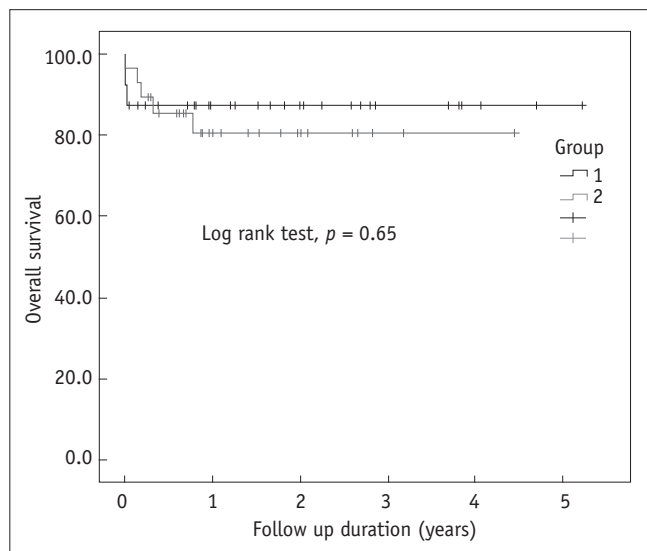 100.0
80.0
60.0
40.0
20.0
0.0
Overall survival
Group
1
2
Log rank test, p = 0.65
0 1 2 3 4 5
Follow up duration (years)